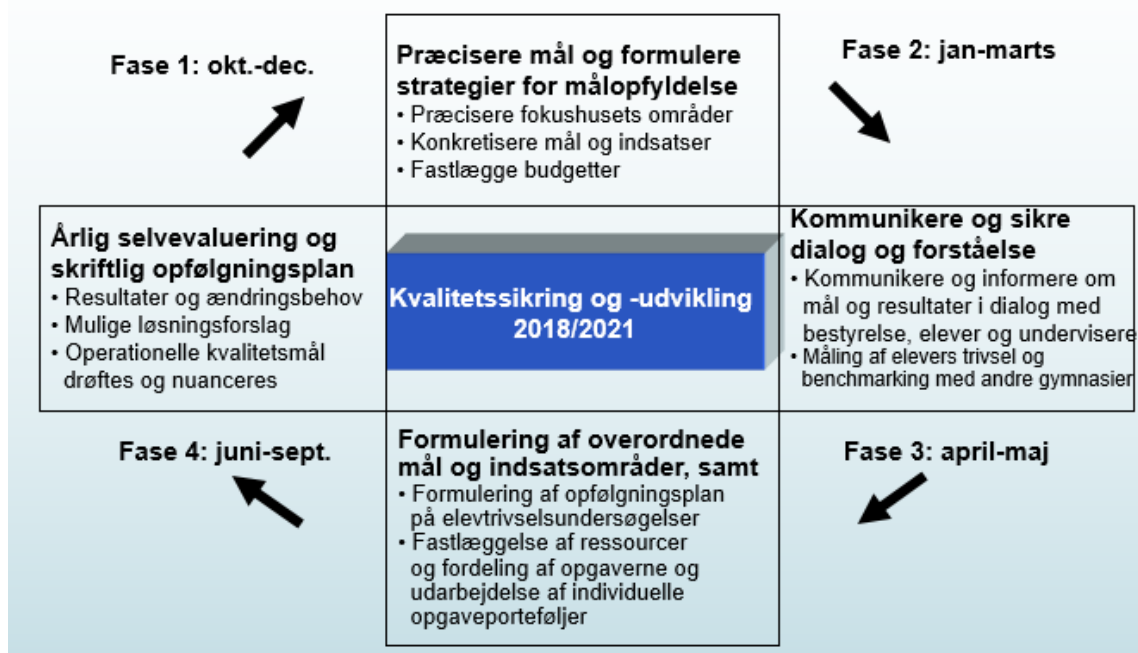 Fase 1: okt.-dec.
Præcisere mål og formulere
strategier for målopfyldelse
• Præcisere fokushusets områder
• Konkretisere mål og indsatser
• Fastlægge budgetter
Fase 2: jan-marts
Årlig selvevaluering og
skriftlig opfølgningsplan
• Resultater og ændringsbehov
• Mulige løsningsforslag
• Operationelle kvalitetsmål
drøftes og nuanceres
Kvalitetssikring og -udvikling
2018/2021
Kommunikere og sikre
dialog og forståelse
• Kommunikere og informere om
mål og resultater i dialog med
bestyrelse, elever og undervisere
• Måling af elevers trivsel og
benchmarking med andre gymnasier
Fase 4: juni-sept.
Formulering af overordnede
mål og indsatsområder, samt
• Formulering af opfølgningsplan
på elevtrivselsundersøgelser
• Fastlæggelse af ressourcer
og fordeling af opgaverne og
udarbejdelse af individuelle
opgaveporteføljer
Fase 3: april-maj